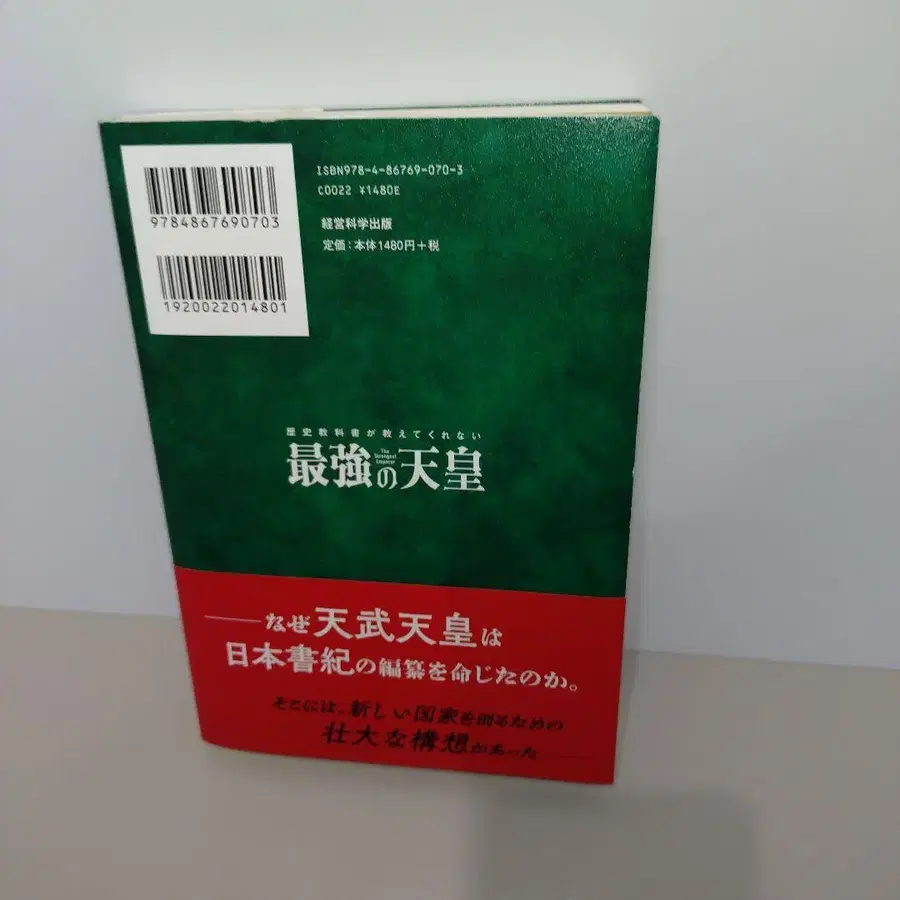 ISBN978-4-86769-070-3
C0022 ¥1480E
9784867690703
経営科学出版
定価：本体1480円＋税
1920022014801
歴史教科書が教えてくれない
最強の天皇
The
Strongest
Emperor
――なぜ天武天皇は
日本書紀の編纂を命じたのか。
そこには、新しい国家を創るための
壮大な構想があった――